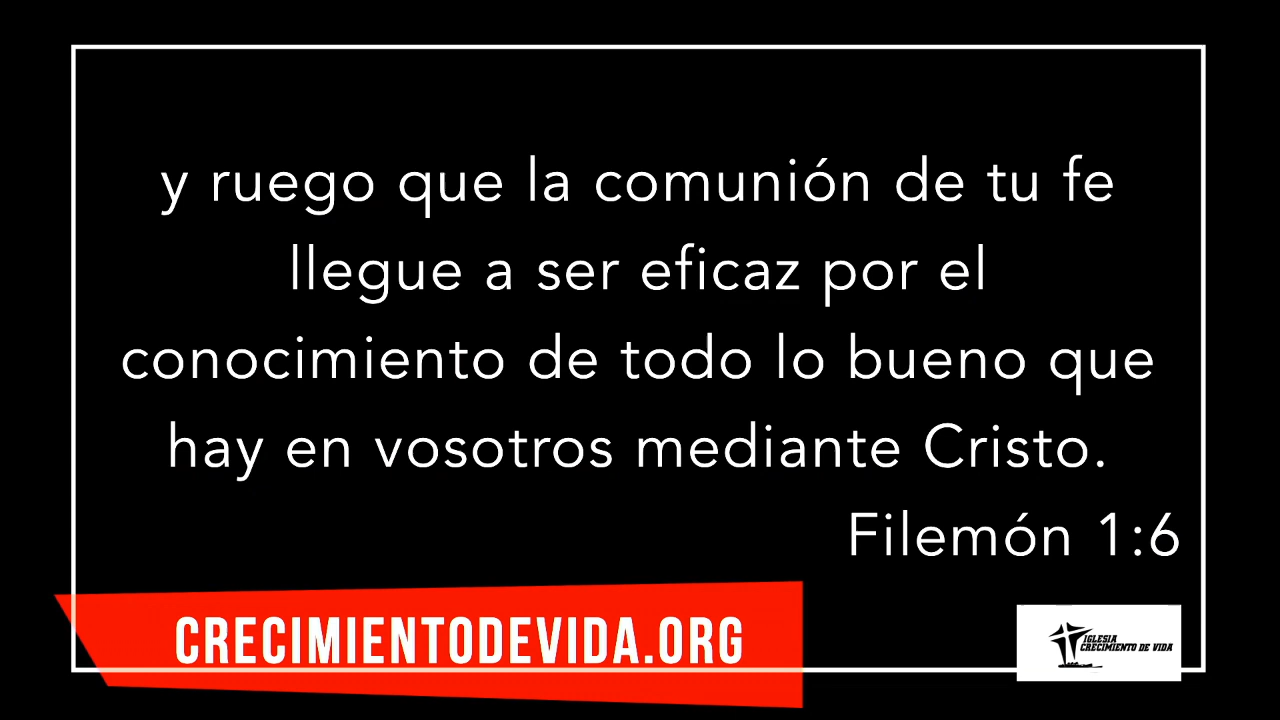 y ruego que la comunión de tu fe
llegue a ser eficaz por el
conocimiento de todo lo bueno que
hay en vosotros mediante Cristo.
Filemón 1:6
CRECIMIENTODEVIDA.ORG
IGLESIA
CRECIMIENTO DE VIDA